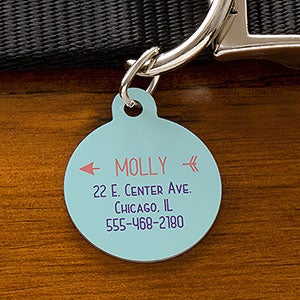 MOLLY
22 E. Center Ave.
Chicago, IL
555-468-2180